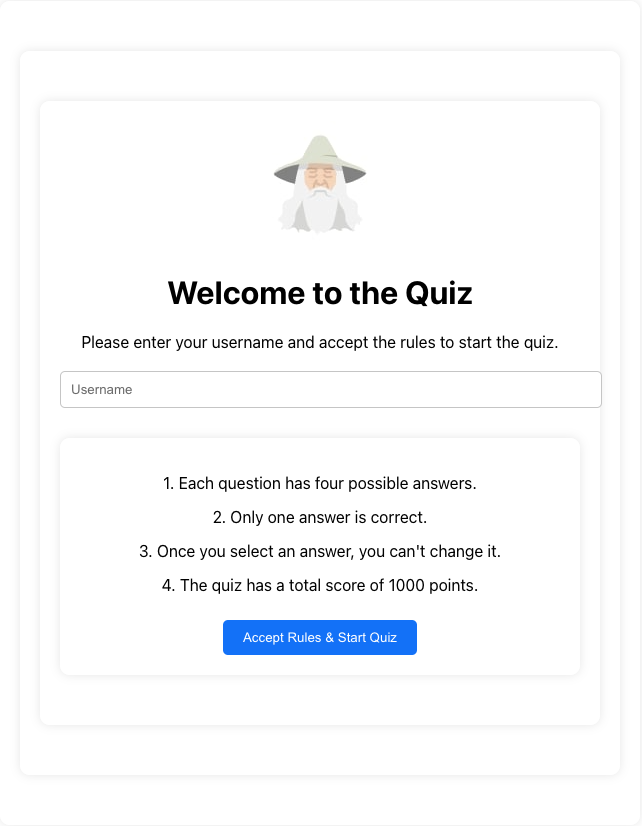 Welcome to the Quiz
Please enter your username and accept the rules to start the quiz.
Username
1. Each question has four possible answers.
2. Only one answer is correct.
3. Once you select an answer, you can't change it.
4. The quiz has a total score of 1000 points.
Accept Rules & Start Quiz